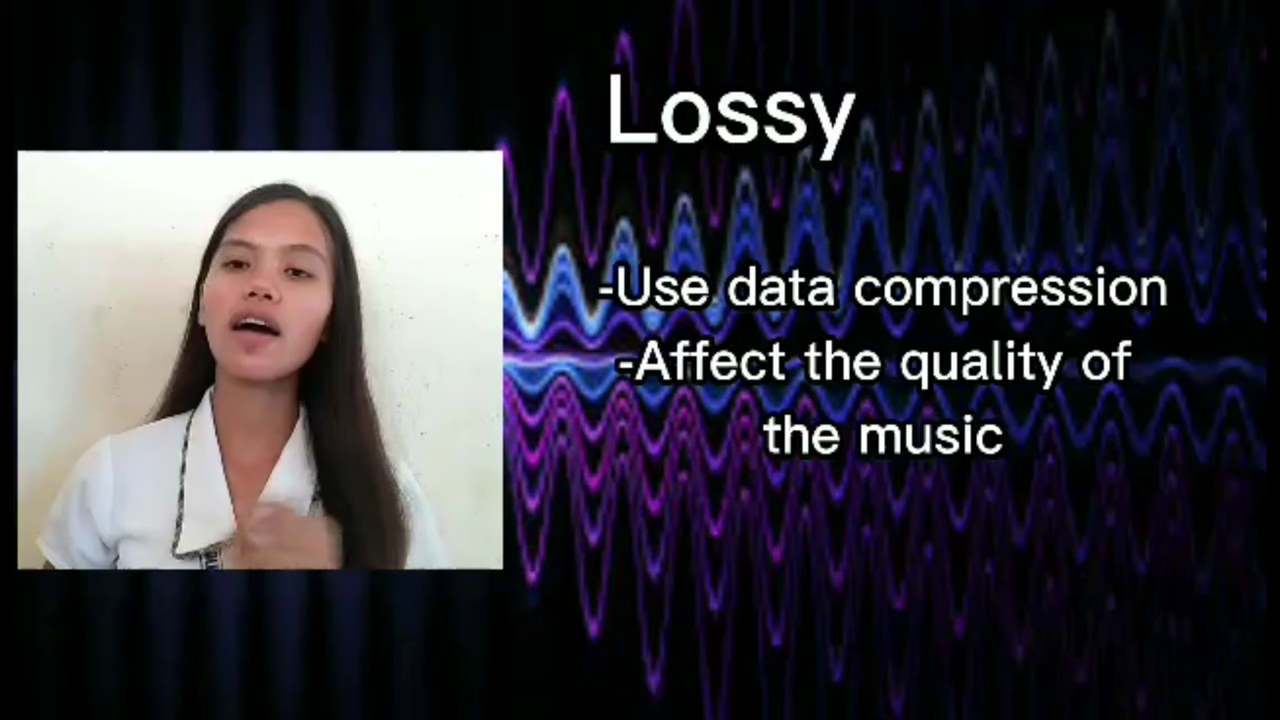 Lossy
-Use data compression
-Affect the quality of
the music